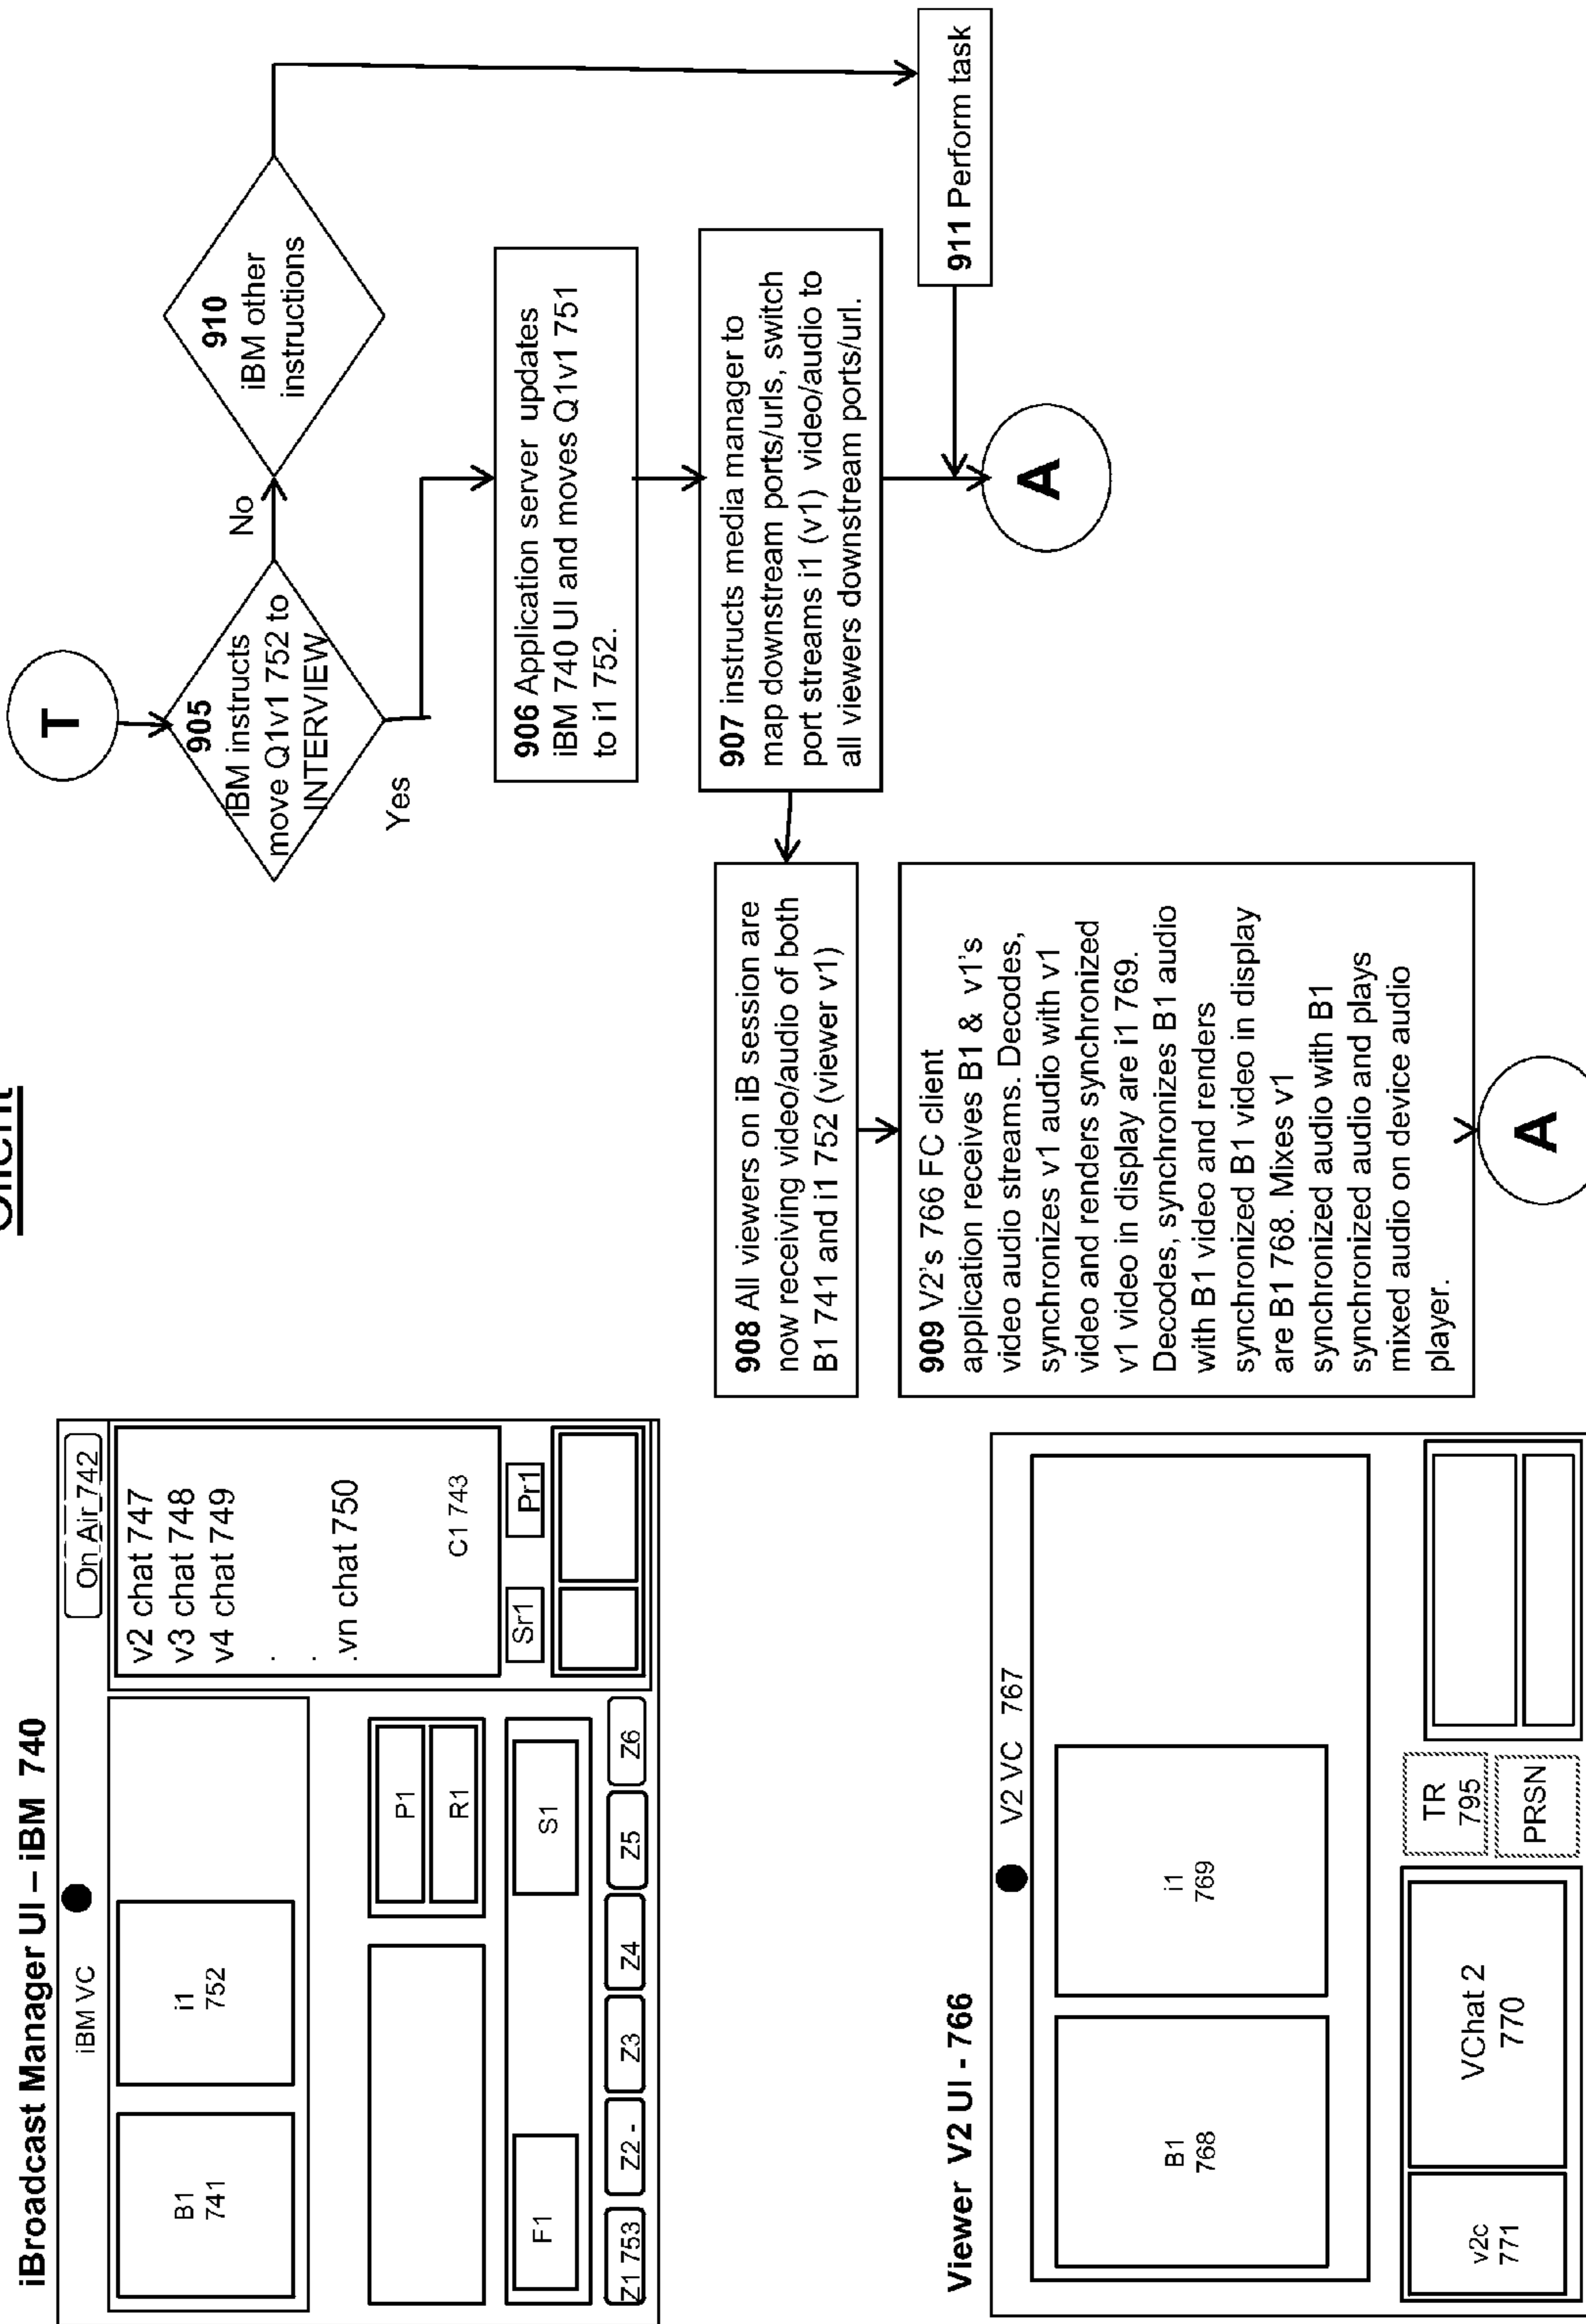 iBroadcast Manager UI – iBM 740
iBM VC
On_Air 742
B1
741
i1
752
v2 chat 747
v3 chat 748
v4 chat 749
.
.
.vn chat 750
C1 743
P1
R1
Sr1
Pr1
F1
S1
Z1 753
Z2 -
Z3
Z4
Z5
Z6
Viewer V2 UI - 766
V2 VC 767
B1
768
i1
769
v2c
771
VChat 2
770
TR
795
PRSN
T
905
iBM instructs
move Q1v1 752 to
INTERVIEW
No
Yes
910
iBM other
instructions
906 Application server updates
iBM 740 UI and moves Q1v1 751
to i1 752.
907 instructs media manager to
map downstream ports/urls, switch
port streams i1 (v1) video/audio to
all viewers downstream ports/url.
911 Perform task
A
908 All viewers on iB session are
now receiving video/audio of both
B1 741 and i1 752 (viewer v1)
909 V2's 766 FC client
application receives B1 & v1's
video audio streams. Decodes,
synchronizes v1 audio with v1
video and renders synchronized
v1 video in display are i1 769.
Decodes, synchronizes B1 audio
with B1 video and renders
synchronized B1 video in display
are B1 768. Mixes v1
synchronized audio with B1
synchronized audio and plays
mixed audio on device audio
player.
A